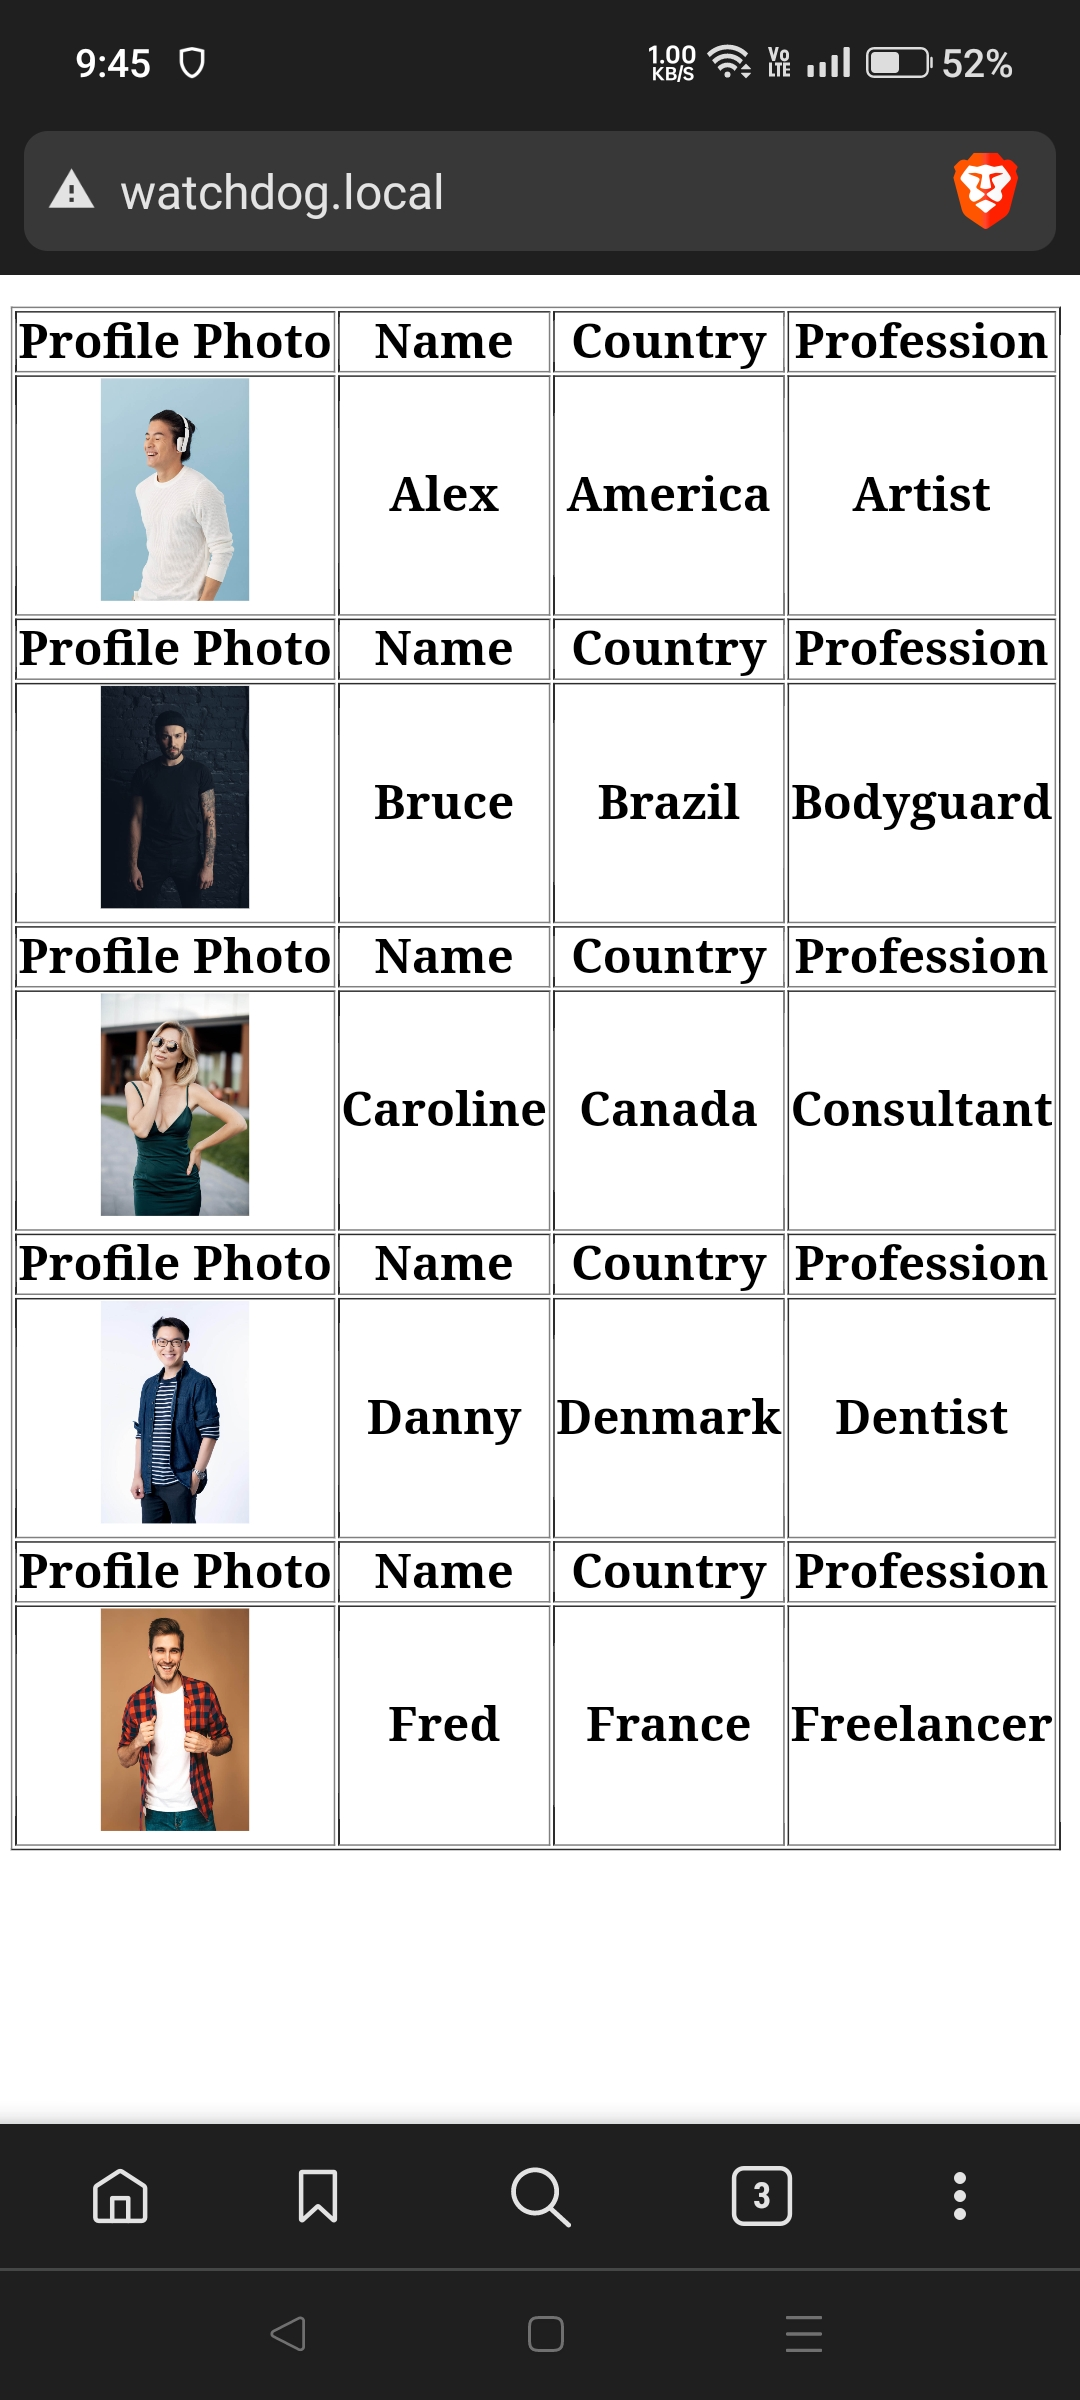 9:45 1.00 KB/S Vo LTE 52%
watchdog.local
Profile Photo Name Country Profession
Alex America Artist
Profile Photo Name Country Profession
Bruce Brazil Bodyguard
Profile Photo Name Country Profession
Caroline Canada Consultant
Profile Photo Name Country Profession
Danny Denmark Dentist
Profile Photo Name Country Profession
Fred France Freelancer
3